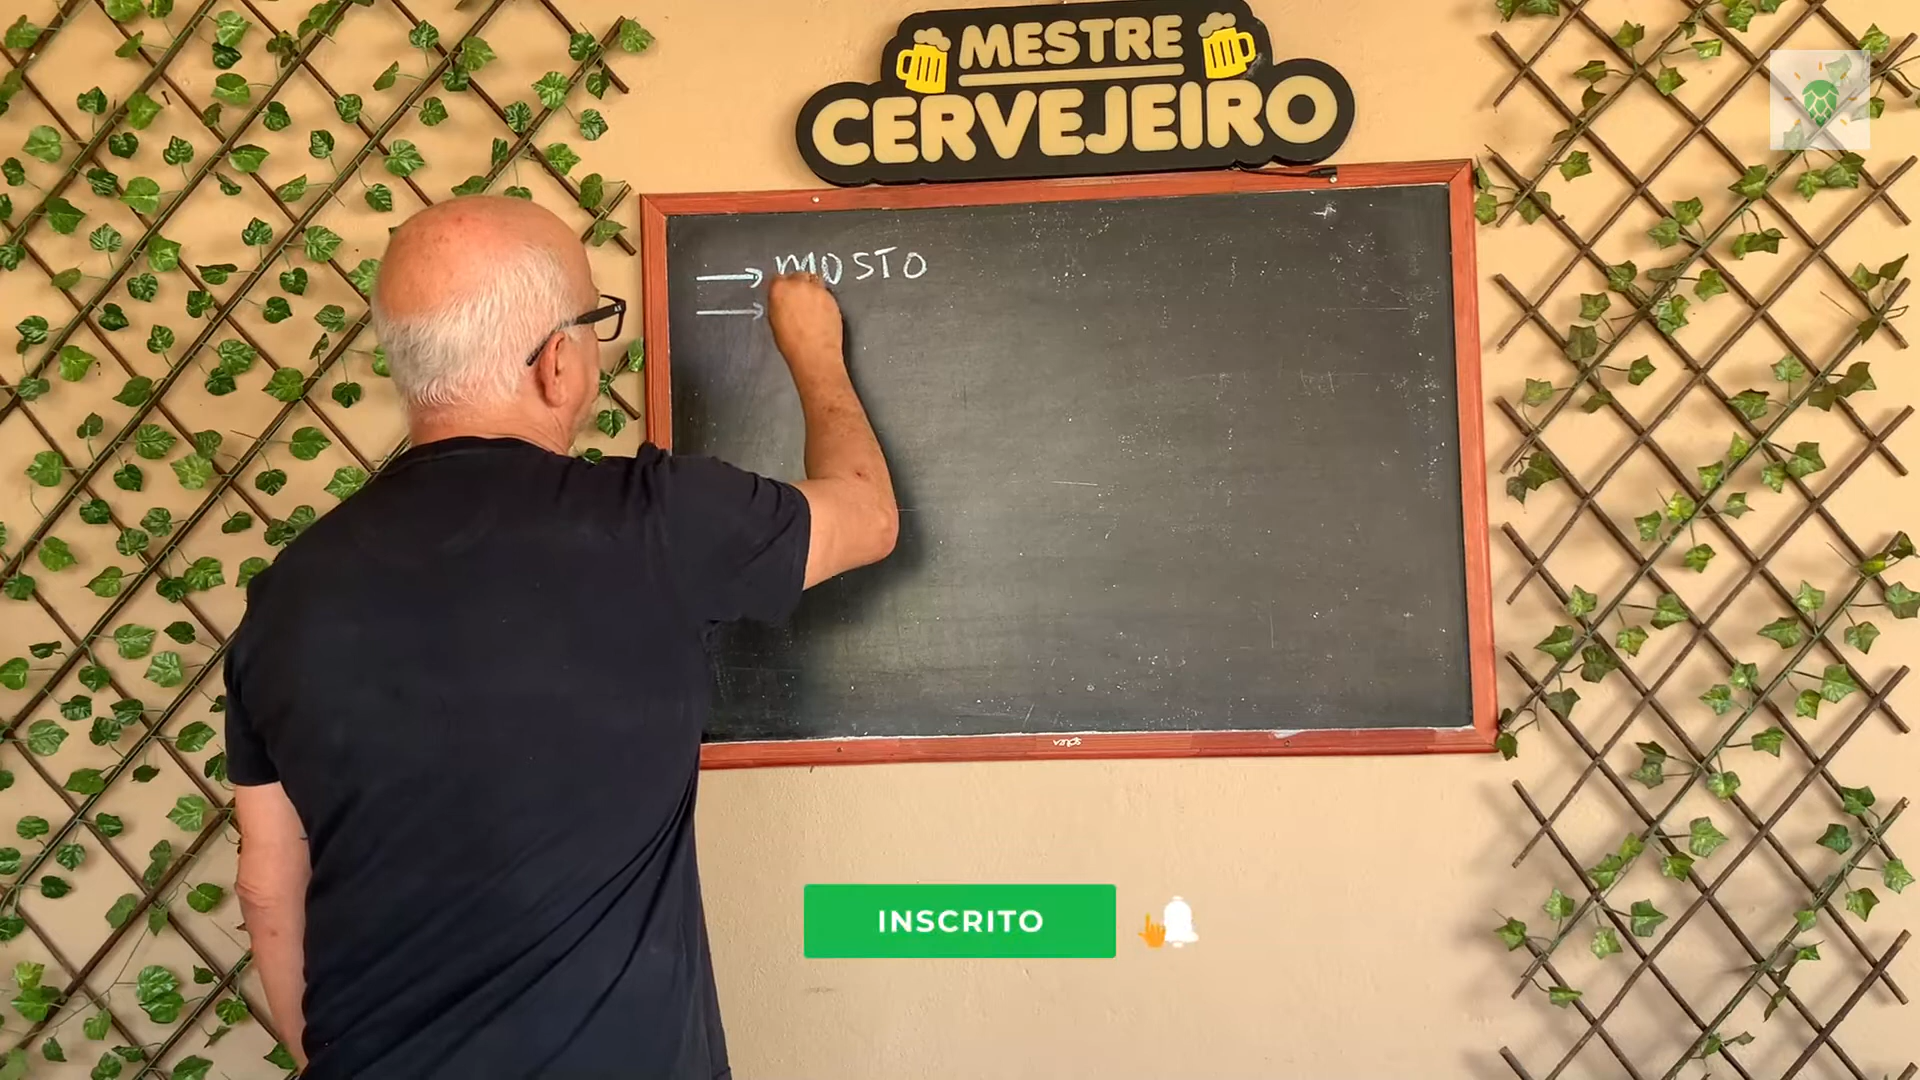 MESTRE
CERVEJEIRO
→ MOSTO
→
INSCRITO